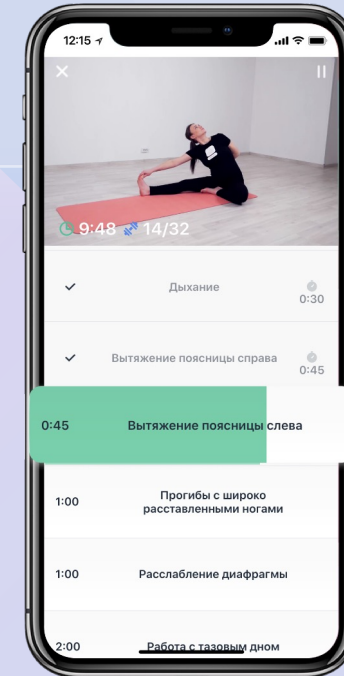 12:15
9:48 14/32
Дыхание
0:30
Вытяжение поясницы справа
0:45
0:45 Вытяжение поясницы слева
1:00 Прогибы с широко
расставленными ногами
1:00 Расслабление диафрагмы
2:00 Работа с тазовым дном